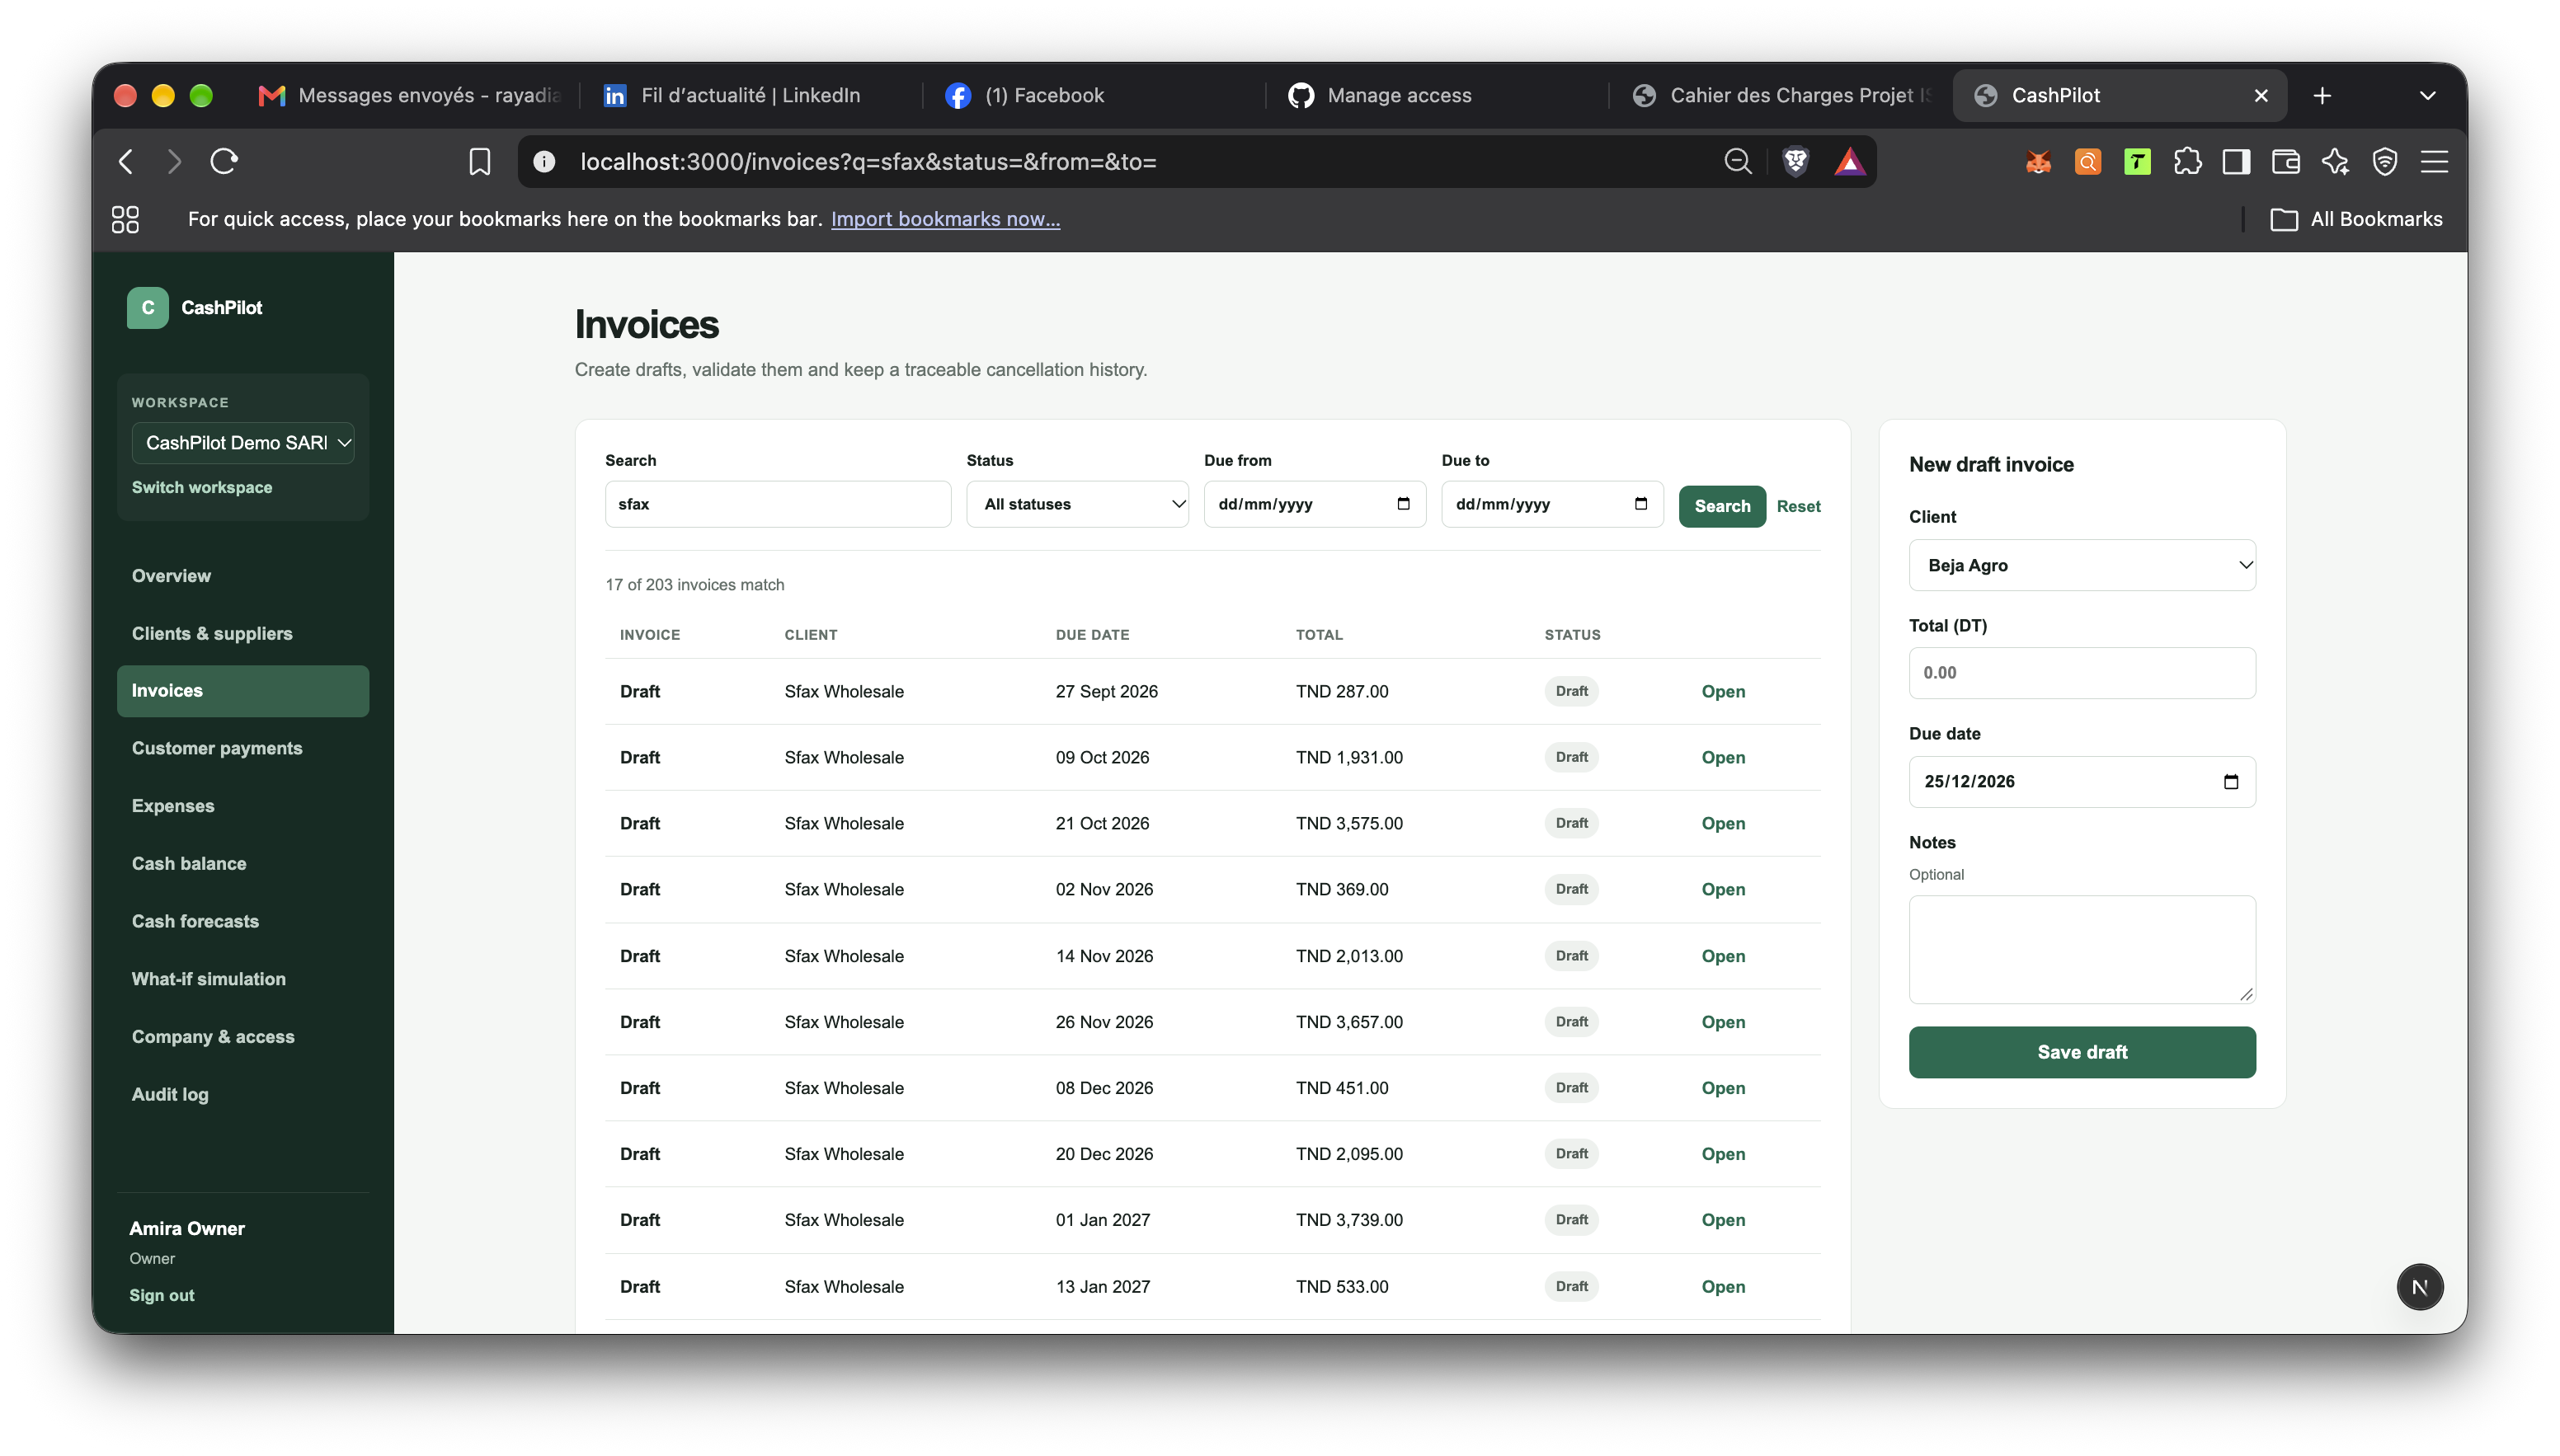 Messages envoyés - rayadia
Fil d'actualité | LinkedIn
(1) Facebook
Manage access
Cahier des Charges Projet IS
CashPilot
localhost:3000/invoices?q=sfax&status=&from=&to=
For quick access, place your bookmarks here on the bookmarks bar. Import bookmarks now...
All Bookmarks
C CashPilot
WORKSPACE
CashPilot Demo SARL
Switch workspace
Overview
Clients & suppliers
Invoices
Customer payments
Expenses
Cash balance
Cash forecasts
What-if simulation
Company & access
Audit log
Amira Owner
Owner
Sign out
Invoices
Create drafts, validate them and keep a traceable cancellation history.
Search Status Due from Due to
sfax All statuses dd/mm/yyyy dd/mm/yyyy Search Reset
17 of 203 invoices match
INVOICE CLIENT DUE DATE TOTAL STATUS
Draft Sfax Wholesale 27 Sept 2026 TND 287.00 Draft Open
Draft Sfax Wholesale 09 Oct 2026 TND 1,931.00 Draft Open
Draft Sfax Wholesale 21 Oct 2026 TND 3,575.00 Draft Open
Draft Sfax Wholesale 02 Nov 2026 TND 369.00 Draft Open
Draft Sfax Wholesale 14 Nov 2026 TND 2,013.00 Draft Open
Draft Sfax Wholesale 26 Nov 2026 TND 3,657.00 Draft Open
Draft Sfax Wholesale 08 Dec 2026 TND 451.00 Draft Open
Draft Sfax Wholesale 20 Dec 2026 TND 2,095.00 Draft Open
Draft Sfax Wholesale 01 Jan 2027 TND 3,739.00 Draft Open
Draft Sfax Wholesale 13 Jan 2027 TND 533.00 Draft Open
New draft invoice
Client
Beja Agro
Total (DT)
0.00
Due date
25/12/2026
Notes
Optional
Save draft
N